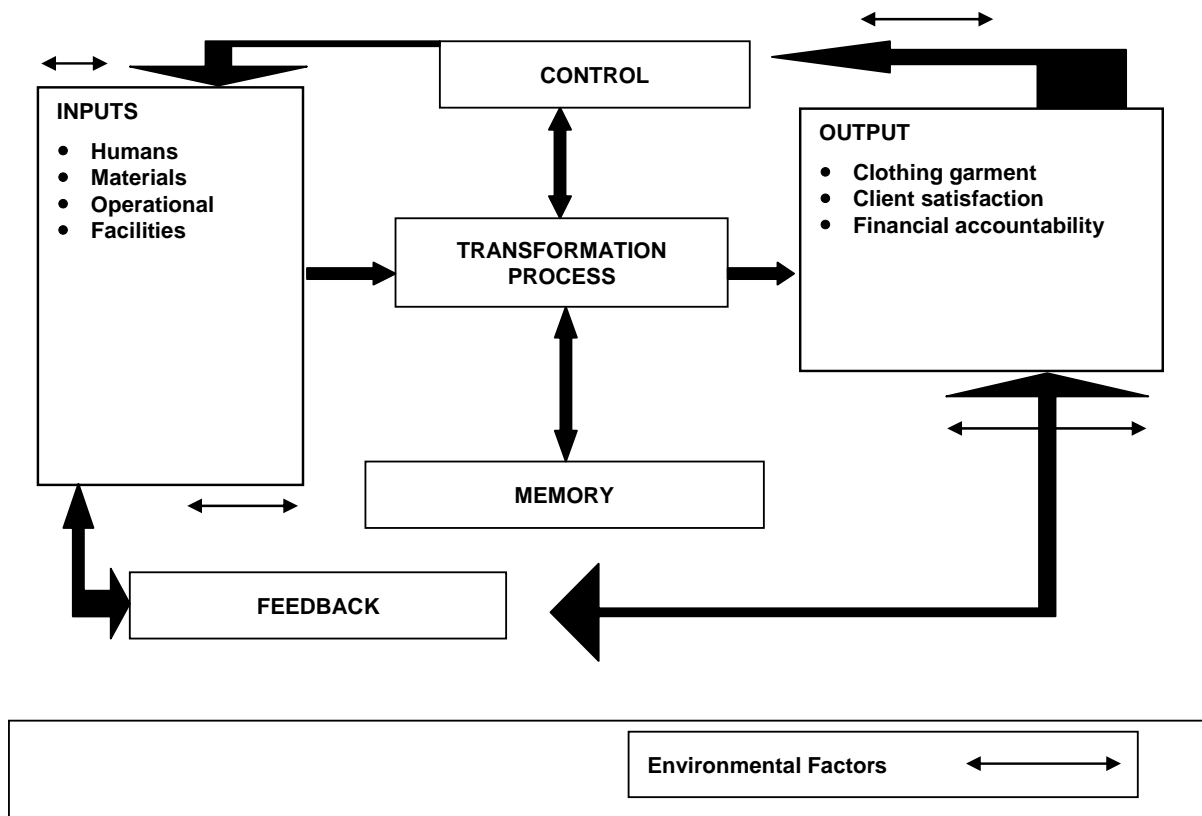 CONTROL
INPUTS
• Humans
• Materials
• Operational
• Facilities
OUTPUT
• Clothing garment
• Client satisfaction
• Financial accountability
TRANSFORMATION
PROCESS
MEMORY
FEEDBACK
Environmental Factors